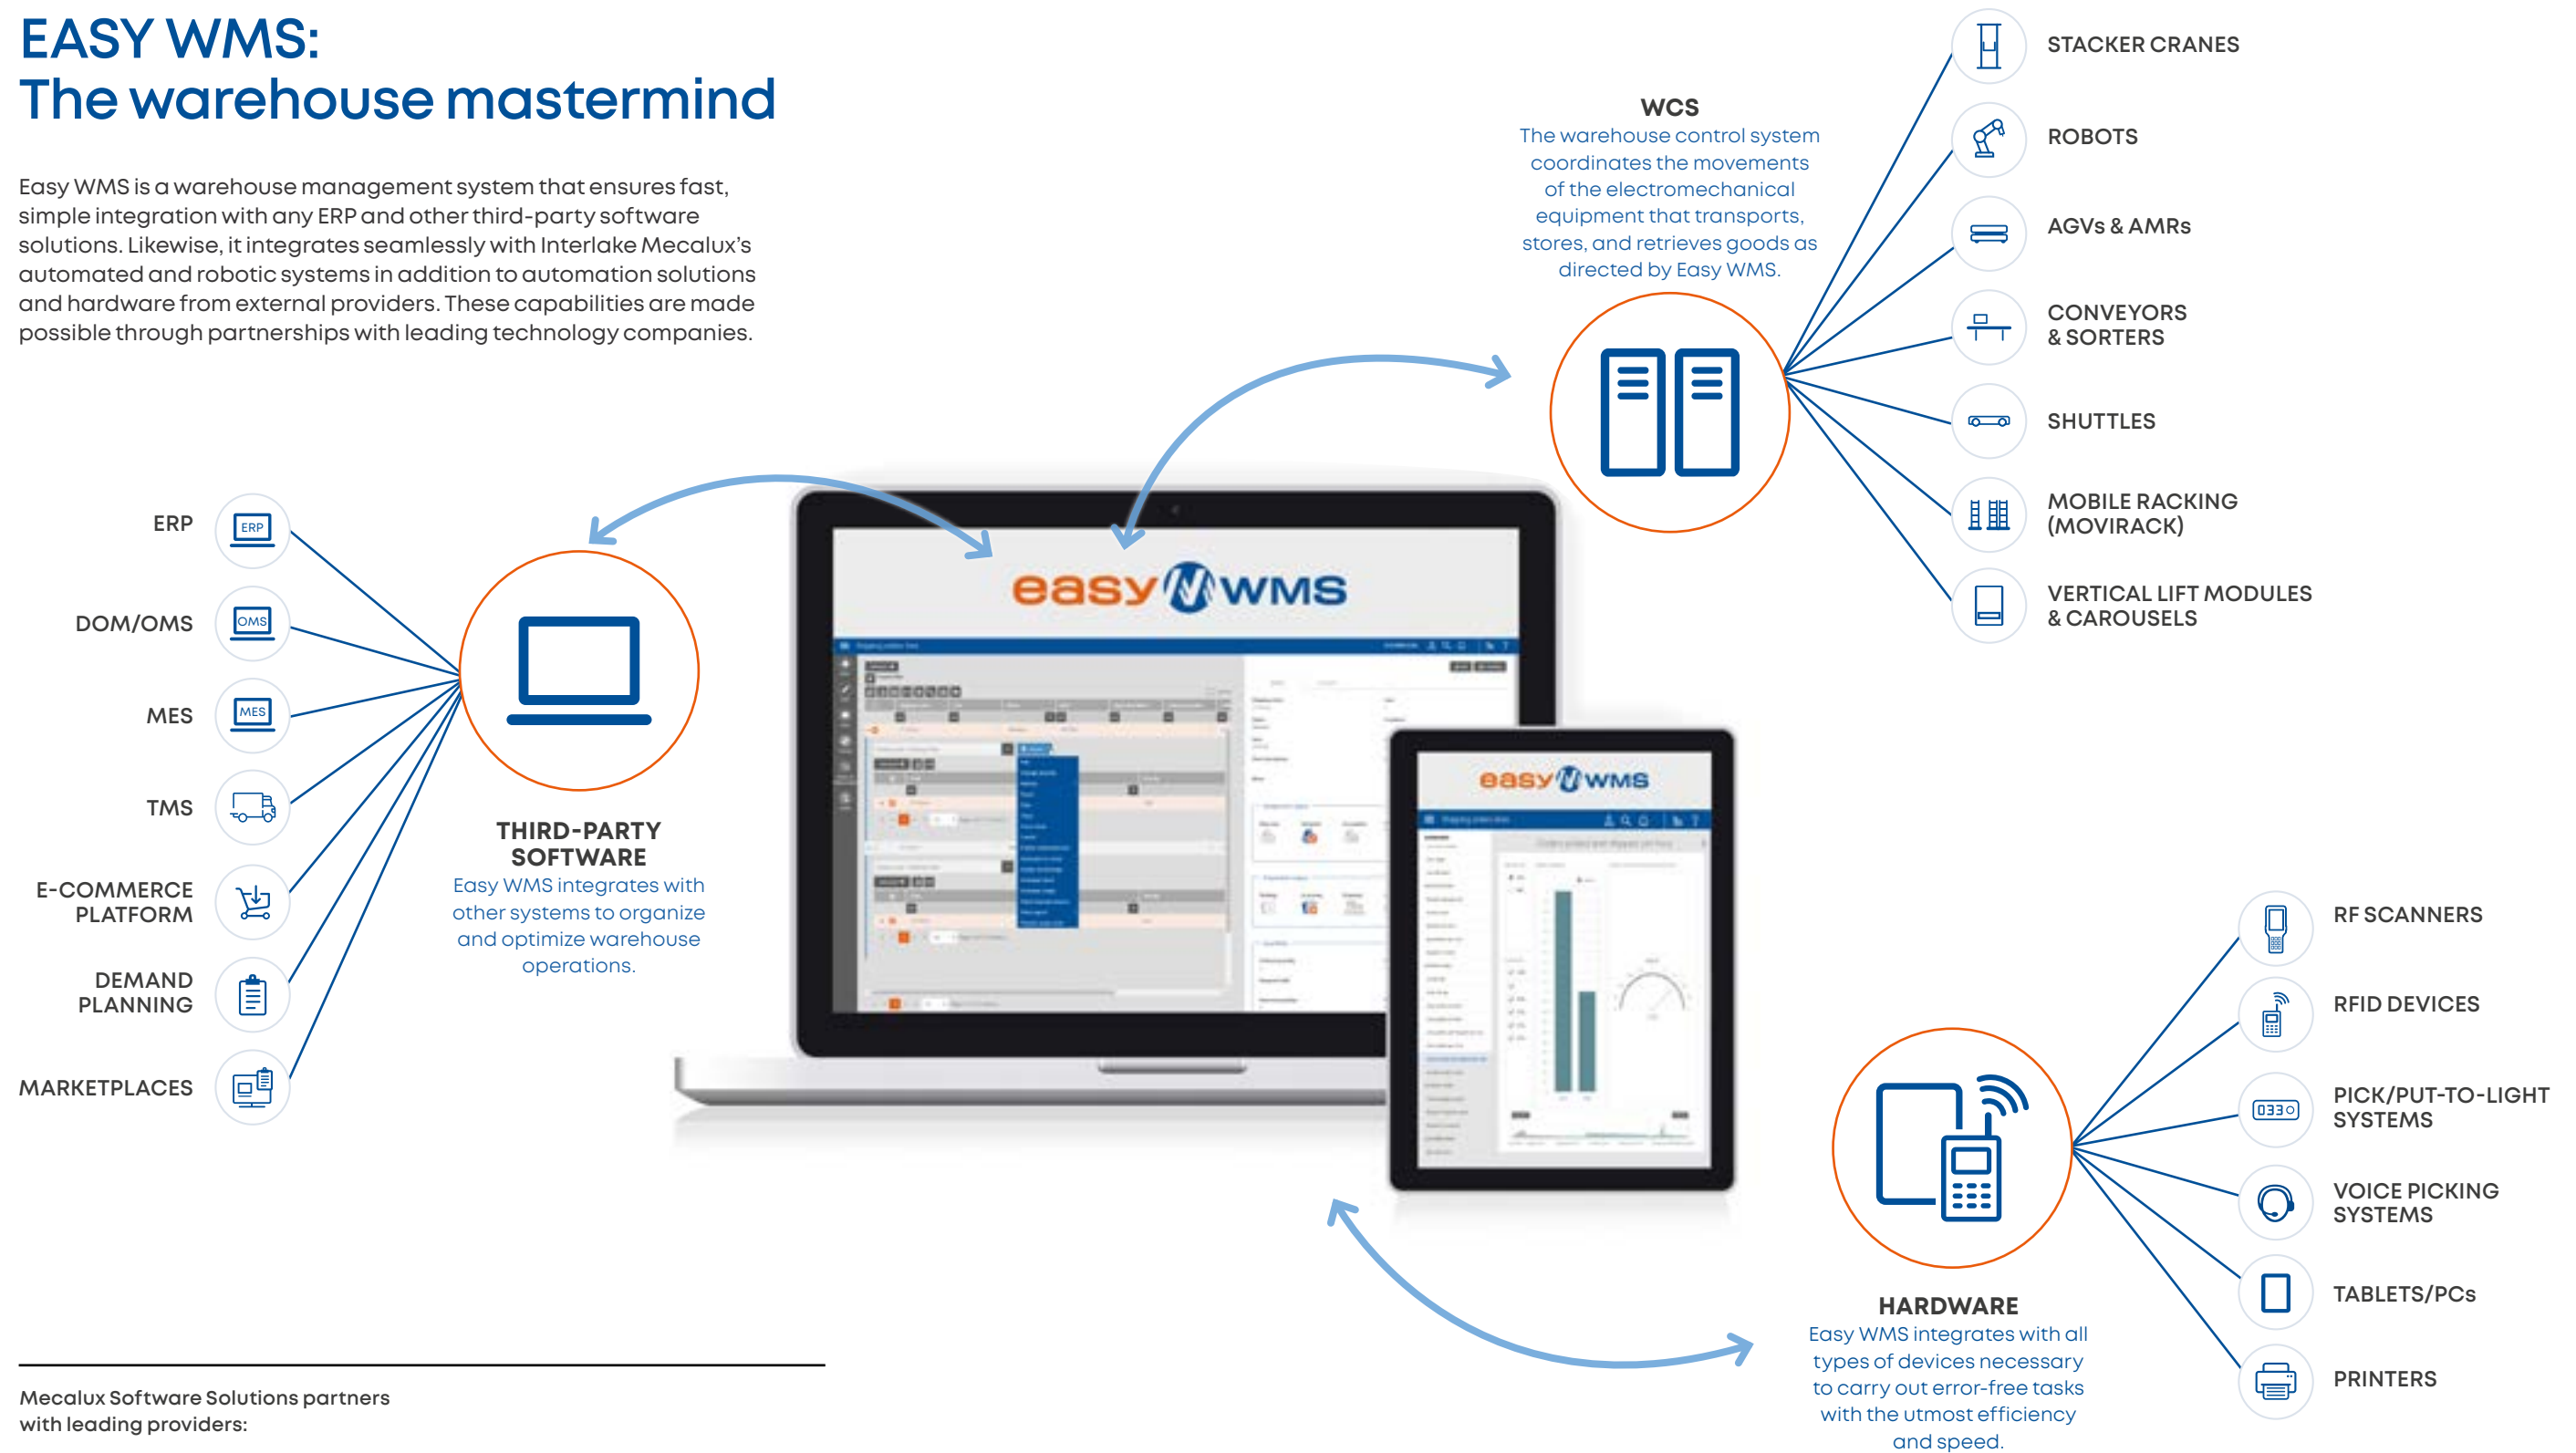 EASY WMS:
The warehouse mastermind
Easy WMS is a warehouse management system that ensures fast,
simple integration with any ERP and other third-party software
solutions. Likewise, it integrates seamlessly with Interlake Mecalux's
automated and robotic systems in addition to automation solutions
and hardware from external providers. These capabilities are made
possible through partnerships with leading technology companies.
WCS
The warehouse control system
coordinates the movements
of the electromechanical
equipment that transports,
stores, and retrieves goods as
directed by Easy WMS.
STACKER CRANES
ROBOTS
AGVs & AMRs
CONVEYORS
& SORTERS
SHUTTLES
MOBILE RACKING
(MOVIRACK)
VERTICAL LIFT MODULES
& CAROUSELS
ERP
ERP
DOM/OMS
OMS
MES
MES
TMS
E-COMMERCE
PLATFORM
DEMAND
PLANNING
MARKETPLACES
THIRD-PARTY
SOFTWARE
Easy WMS integrates with
other systems to organize
and optimize warehouse
operations.
easy WMS
easy WMS
RF SCANNERS
RFID DEVICES
PICK/PUT-TO-LIGHT
SYSTEMS
033
VOICE PICKING
SYSTEMS
TABLETS/PCs
PRINTERS
HARDWARE
Easy WMS integrates with all
types of devices necessary
to carry out error-free tasks
with the utmost efficiency
and speed.
Mecalux Software Solutions partners
with leading providers: